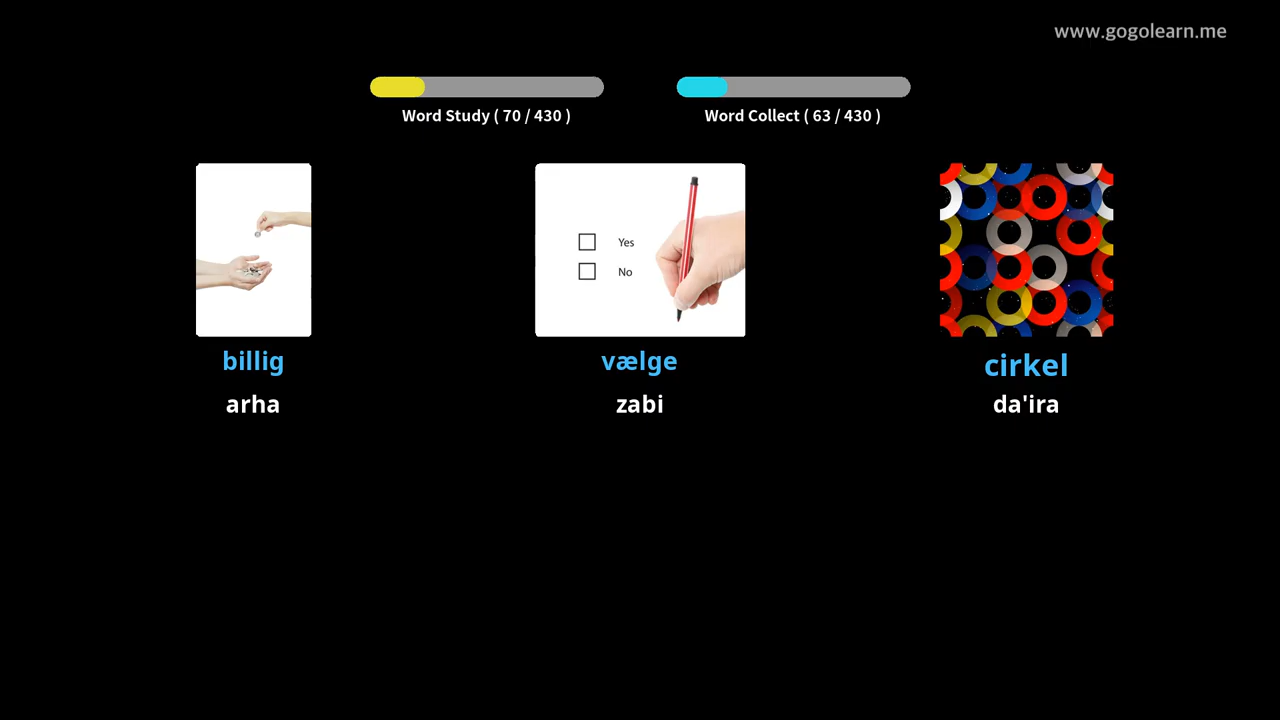 www.gogolearn.me
Word Study ( 70 / 430 )
Word Collect ( 63 / 430 )
Yes
No
billig
vælge
cirkel
arha
zabi
da'ira